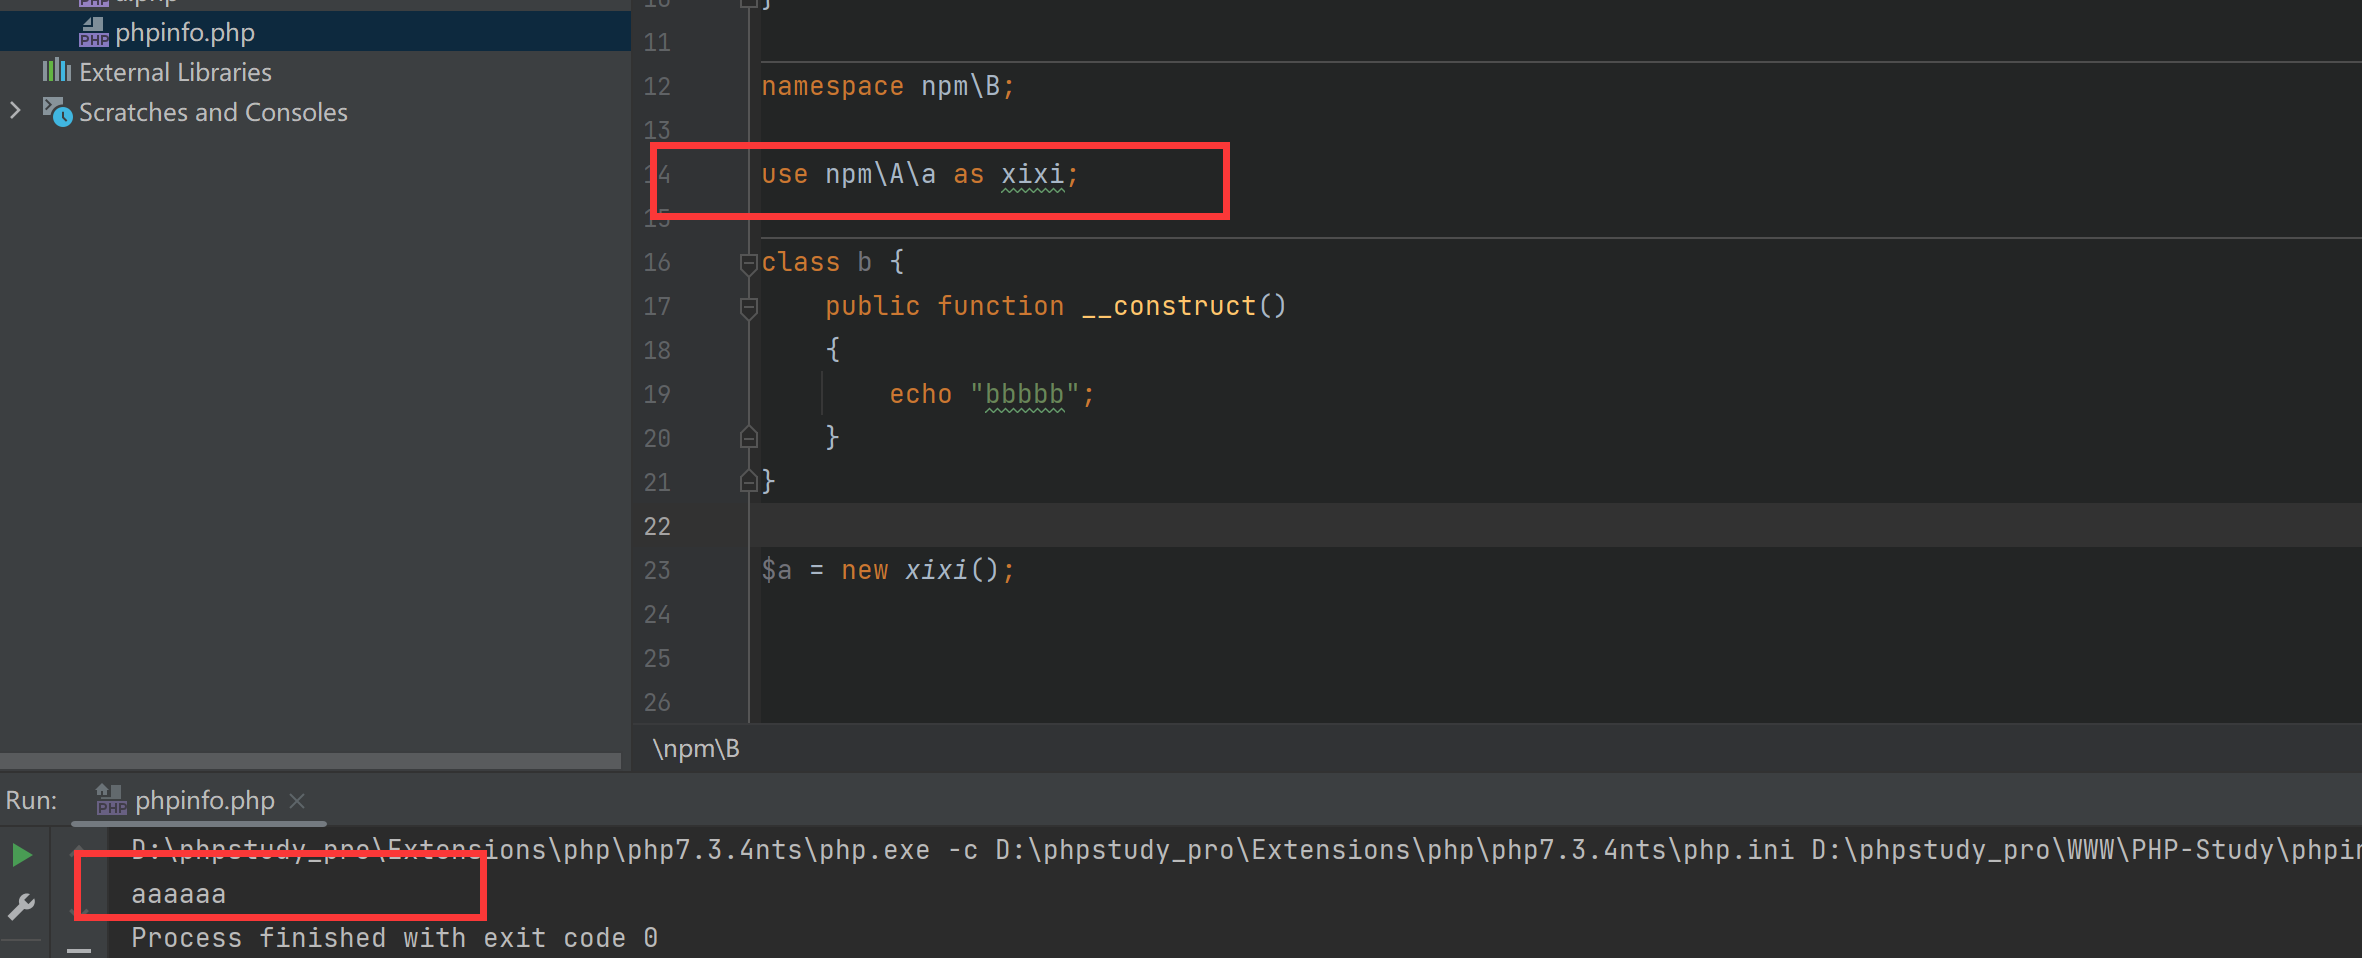 phpinfo.php
External Libraries
Scratches and Consoles
11
12 namespace npm\B;
13
14 use npm\A\a as xixi;
15
16 class b {
17 public function __construct()
18 {
19 echo "bbbbb";
20 }
21 }
22
23 $a = new xixi();
24
25
26
\npm\B
Run: phpinfo.php
D:\phpstudy_pro\Extensions\php\php7.3.4nts\php.exe -c D:\phpstudy_pro\Extensions\php\php7.3.4nts\php.ini D:\phpstudy_pro\WWW\PHP-Study\phpin
aaaaaa
Process finished with exit code 0